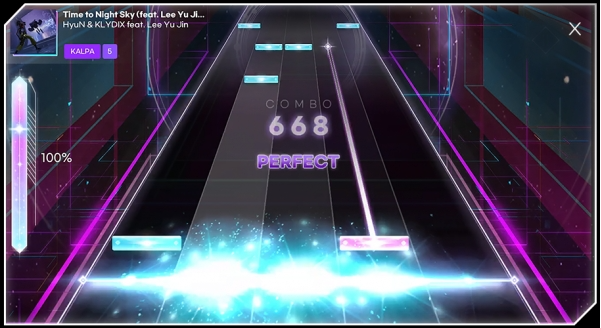 Time to Night Sky (feat. Lee Yu Ji...
HyuN & KLYDIX feat. Lee Yu Jin
KALPA 5
100%
COMBO
668
PERFECT